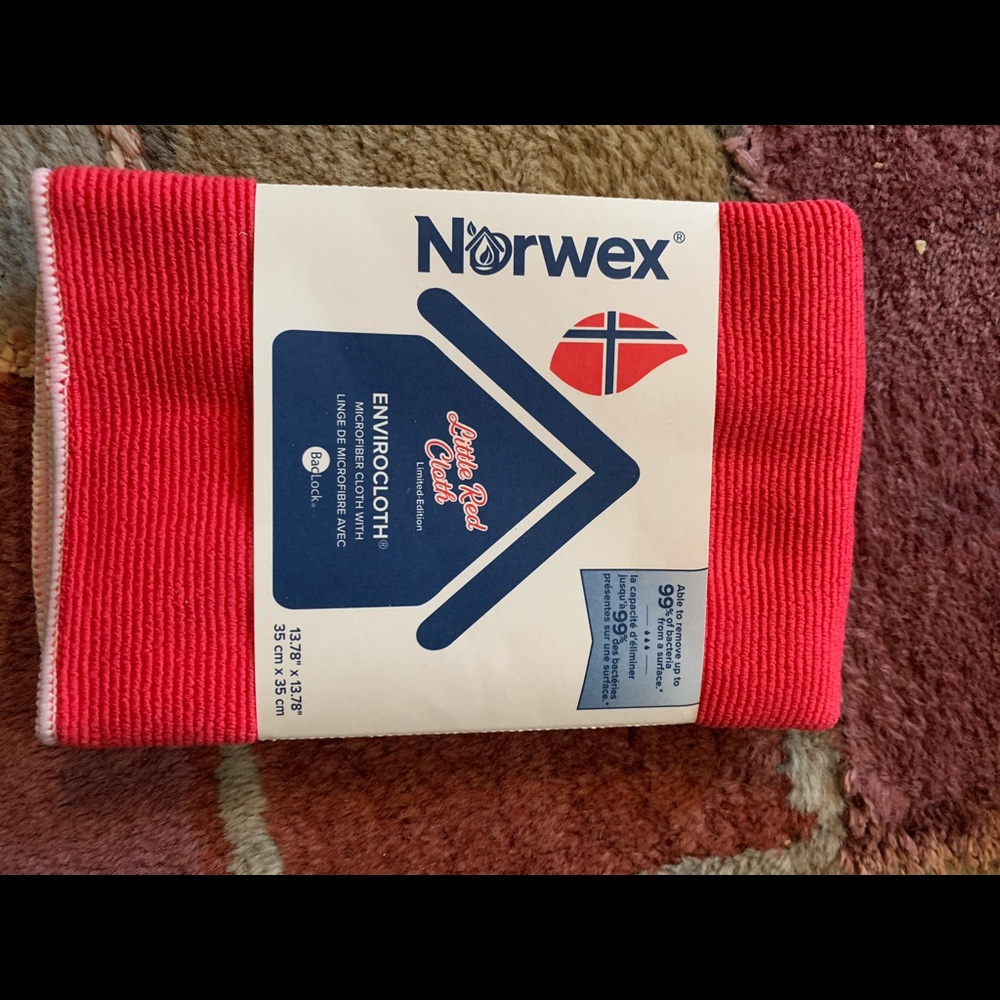 Norwex®
Able to remove up to
99% of bacteria
from a surface.*
la capacité d'éliminer
jusqu'à 99% des bactéries
présentes sur une surface.*
Little Red
Cloth
Limited-Edition
ENVIROCLOTH®
MICROFIBER CLOTH WITH
LINGE DE MICROFIBRE AVEC
BacLock®
13.78" x 13.78"
35 cm x 35 cm